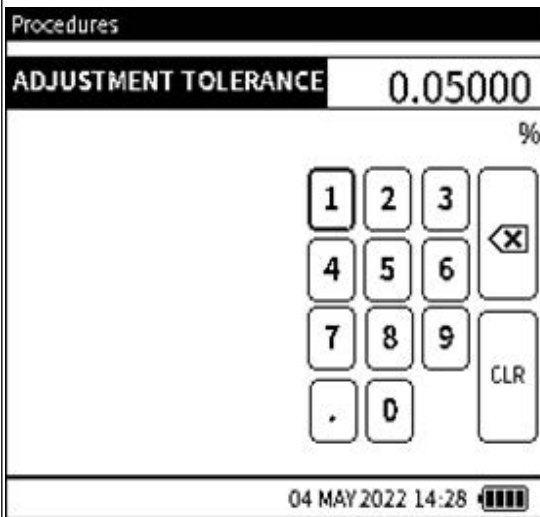 Procedures
ADJUSTMENT TOLERANCE 0.05000
%
1 2 3
4 5 6
7 8 9
CLR
. 0
04 MAY 2022 14:28